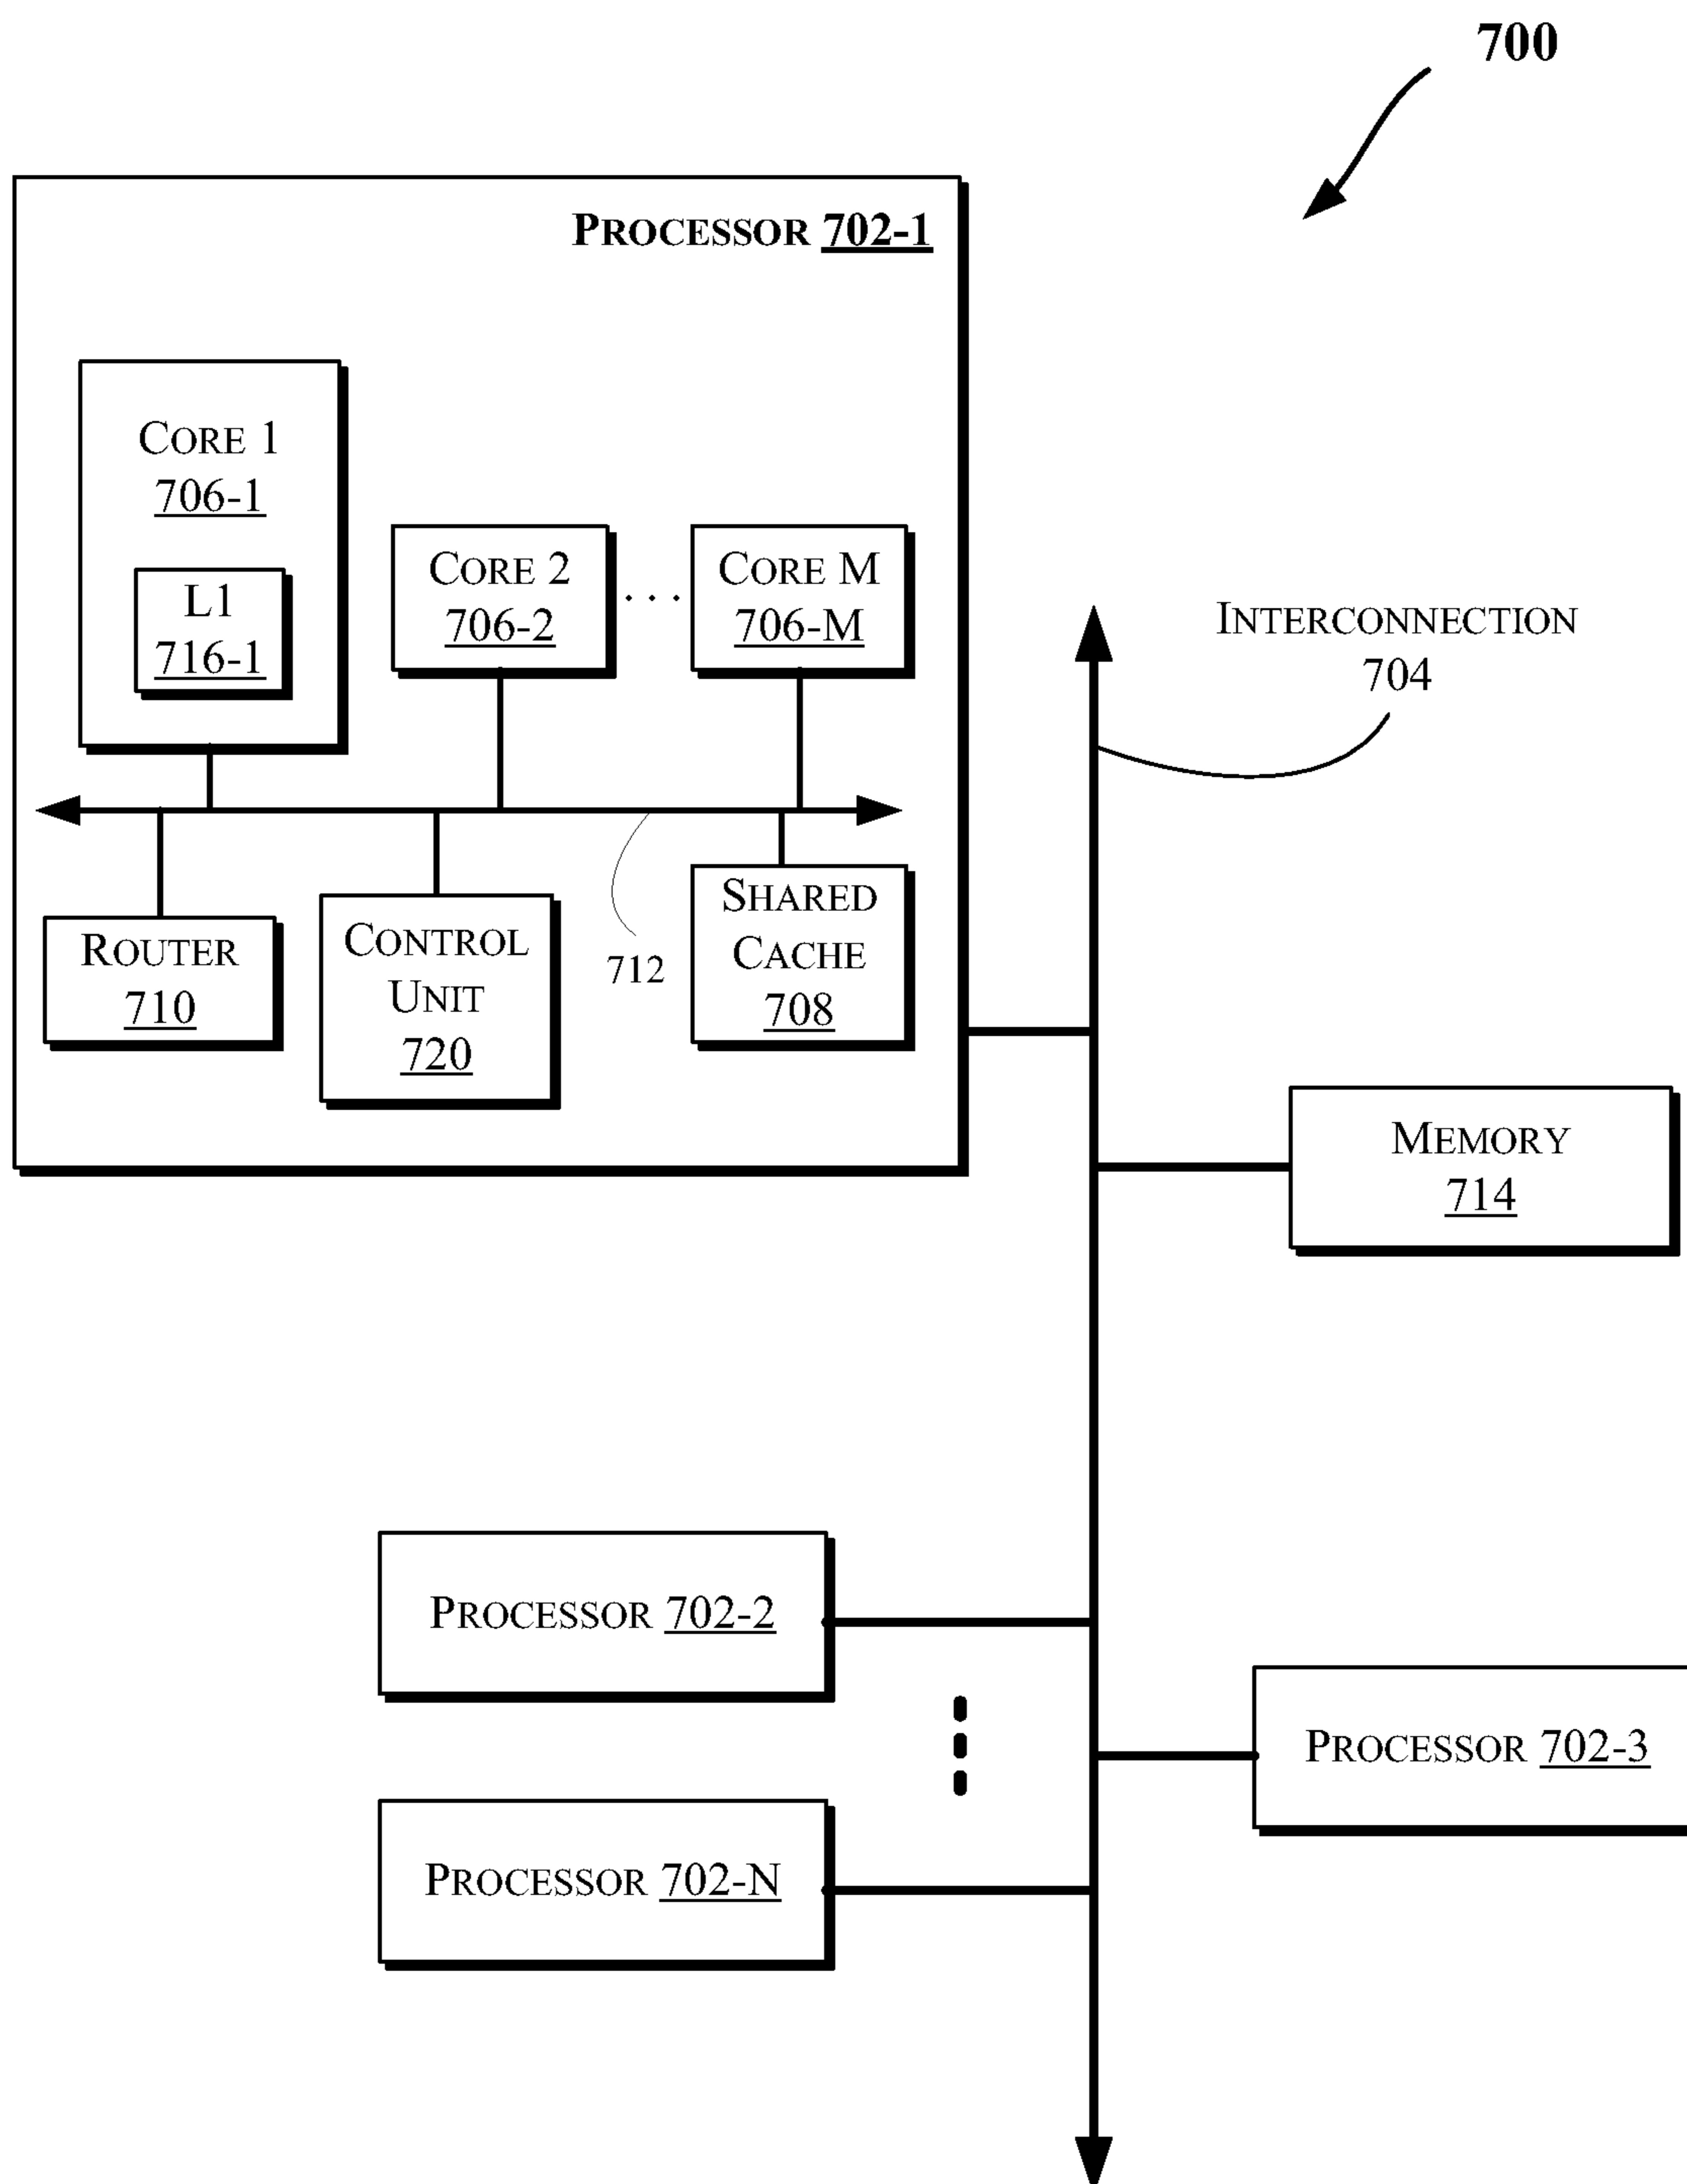 700
PROCESSOR 702-1
CORE 1
706-1
L1
716-1
CORE 2
706-2
. . .
CORE M
706-M
INTERCONNECTION
704
ROUTER
710
CONTROL
UNIT
720
712
SHARED
CACHE
708
MEMORY
714
PROCESSOR 702-2
PROCESSOR 702-3
PROCESSOR 702-N